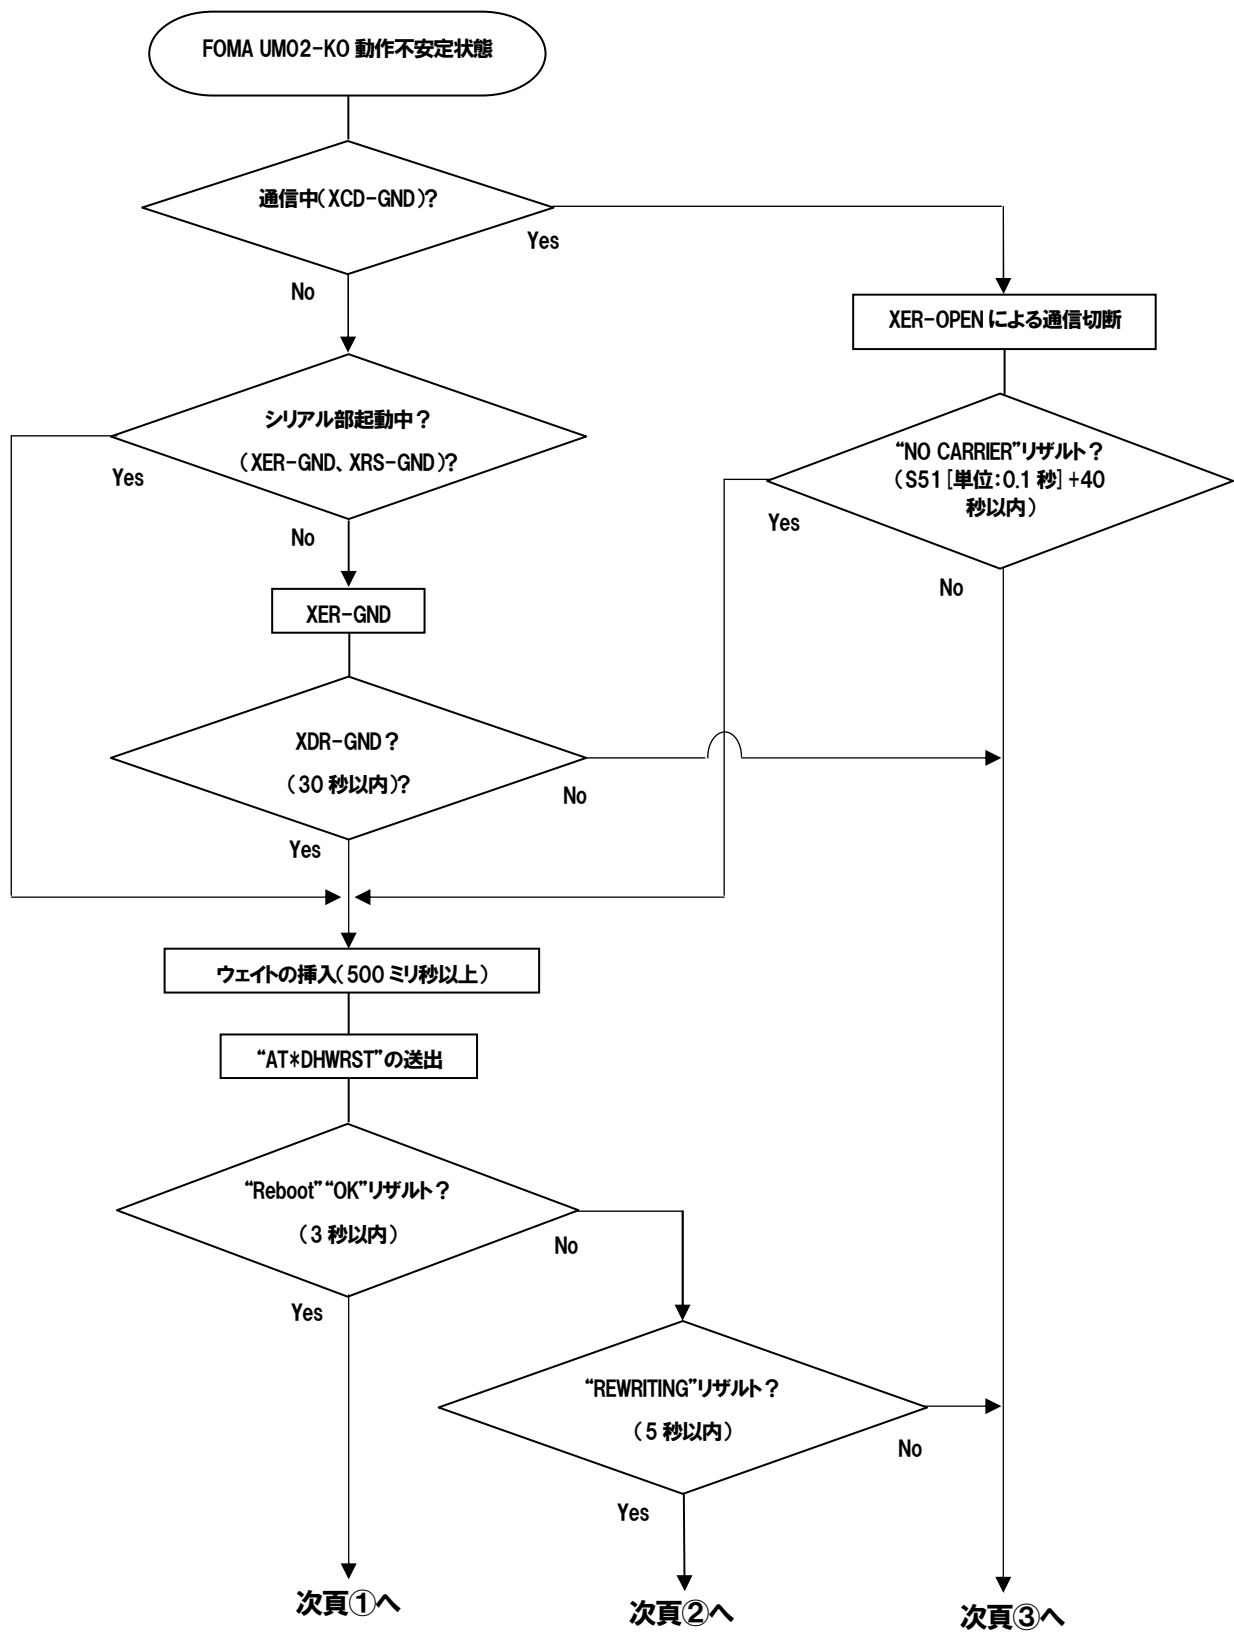 FOMA UM02-KO 動作不安定状態
通信中(XCD-GND)?
Yes
No
XER-OPEN による通信切断
シリアル部起動中?
(XER-GND、XRS-GND)?
Yes
No
“NO CARRIER”リザルト?
(S51[単位:0.1 秒]+40
秒以内)
Yes
No
XER-GND
XDR-GND?
(30 秒以内)?
No
Yes
ウェイトの挿入(500 ミリ秒以上)
“AT*DHWRST”の送出
“Reboot”“OK”リザルト?
(3 秒以内)
No
Yes
“REWRITING”リザルト?
(5 秒以内)
No
Yes
次頁①へ
次頁②へ
次頁③へ